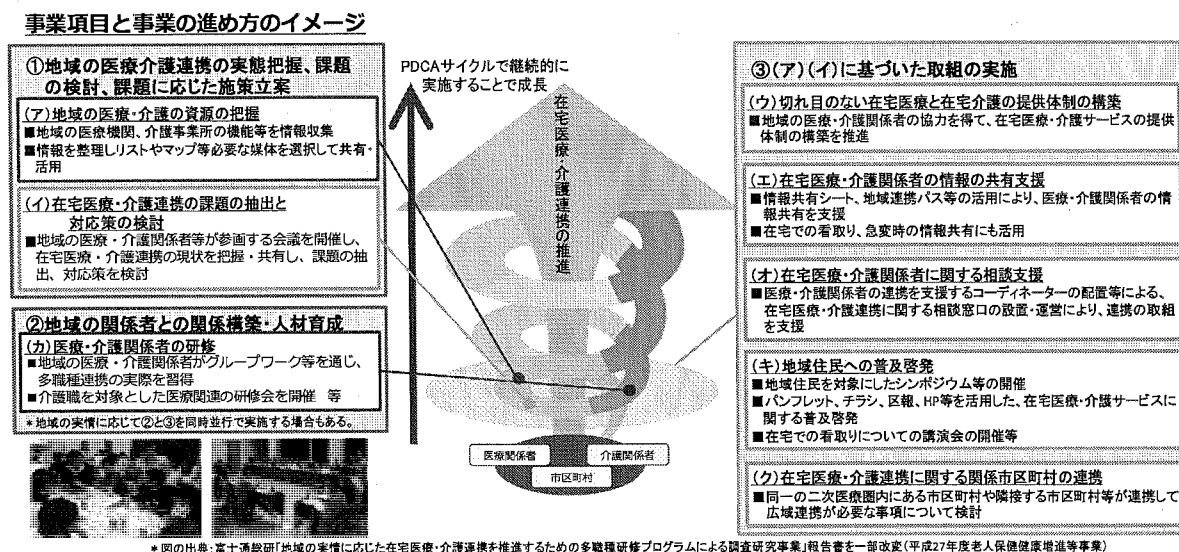 事業項目と事業の進め方のイメージ
①地域の医療介護連携の実態把握、課題
の検討、課題に応じた施策立案
(ア)地域の医療・介護の資源の把握
■地域の医療機関、介護事業所の機能等を情報収集
■情報を整理しリストやマップ等必要な媒体を選択して共有・
活用
(イ)在宅医療・介護連携の課題の抽出と
対応策の検討
■地域の医療・介護関係者等が参画する会議を開催し、
在宅医療・介護連携の現状を把握・共有し、課題の抽
出、対応策を検討
②地域の関係者との関係構築・人材育成
(カ)医療・介護関係者の研修
■地域の医療・介護関係者がグループワーク等を通じ、
多職種連携の実際を習得
■介護職を対象とした医療関連の研修会を開催 等
*地域の実情に応じて②と③を同時並行で実施する場合もある。
PDCAサイクルで継続的に
実施することで成長
在宅医療・介護連携の推進
医療関係者
介護関係者
市区町村
③(ア)(イ)に基づいた取組の実施
(ウ)切れ目のない在宅医療と在宅介護の提供体制の構築
■地域の医療・介護関係者の協力を得て、在宅医療・介護サービスの提供
体制の構築を推進
(エ)在宅医療・介護関係者の情報の共有支援
■情報共有シート、地域連携パス等の活用により、医療・介護関係者の情
報共有を支援
■在宅での看取り、急変時の情報共有にも活用
(オ)在宅医療・介護関係者に関する相談支援
■医療・介護関係者の連携を支援するコーディネーターの配置等による、
在宅医療・介護連携に関する相談窓口の設置・運営により、連携の取組
を支援
(キ)地域住民への普及啓発
■地域住民を対象にしたシンポジウム等の開催
■パンフレット、チラシ、区報、HP等を活用した、在宅医療・介護サービスに
関する普及啓発
■在宅での看取りについての講演会の開催等
(ク)在宅医療・介護連携に関する関係市区町村の連携
■同一の二次医療圏内にある市区町村や隣接する市区町村等が連携して
広域連携が必要な事項について検討
*図の出典:富士通総研「地域の実情に応じた在宅医療・介護連携を推進するための多職種研修プログラムによる調査研究事業」報告書を一部改変(平成27年度老人保健健康増進等事業)